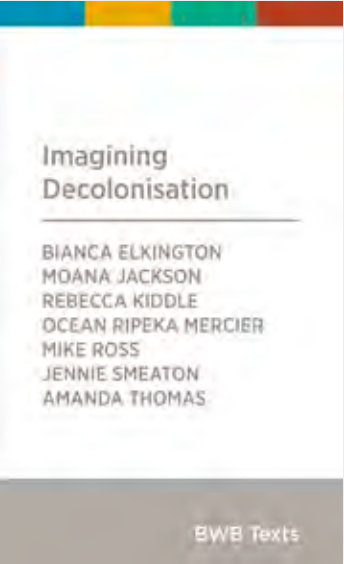 Imagining
Decolonisation
BIANCA ELKINGTON
MOANA JACKSON
REBECCA KIDDLE
OCEAN RIPEKA MERCIER
MIKE ROSS
JENNIE SMEATON
AMANDA THOMAS
BWB Texts